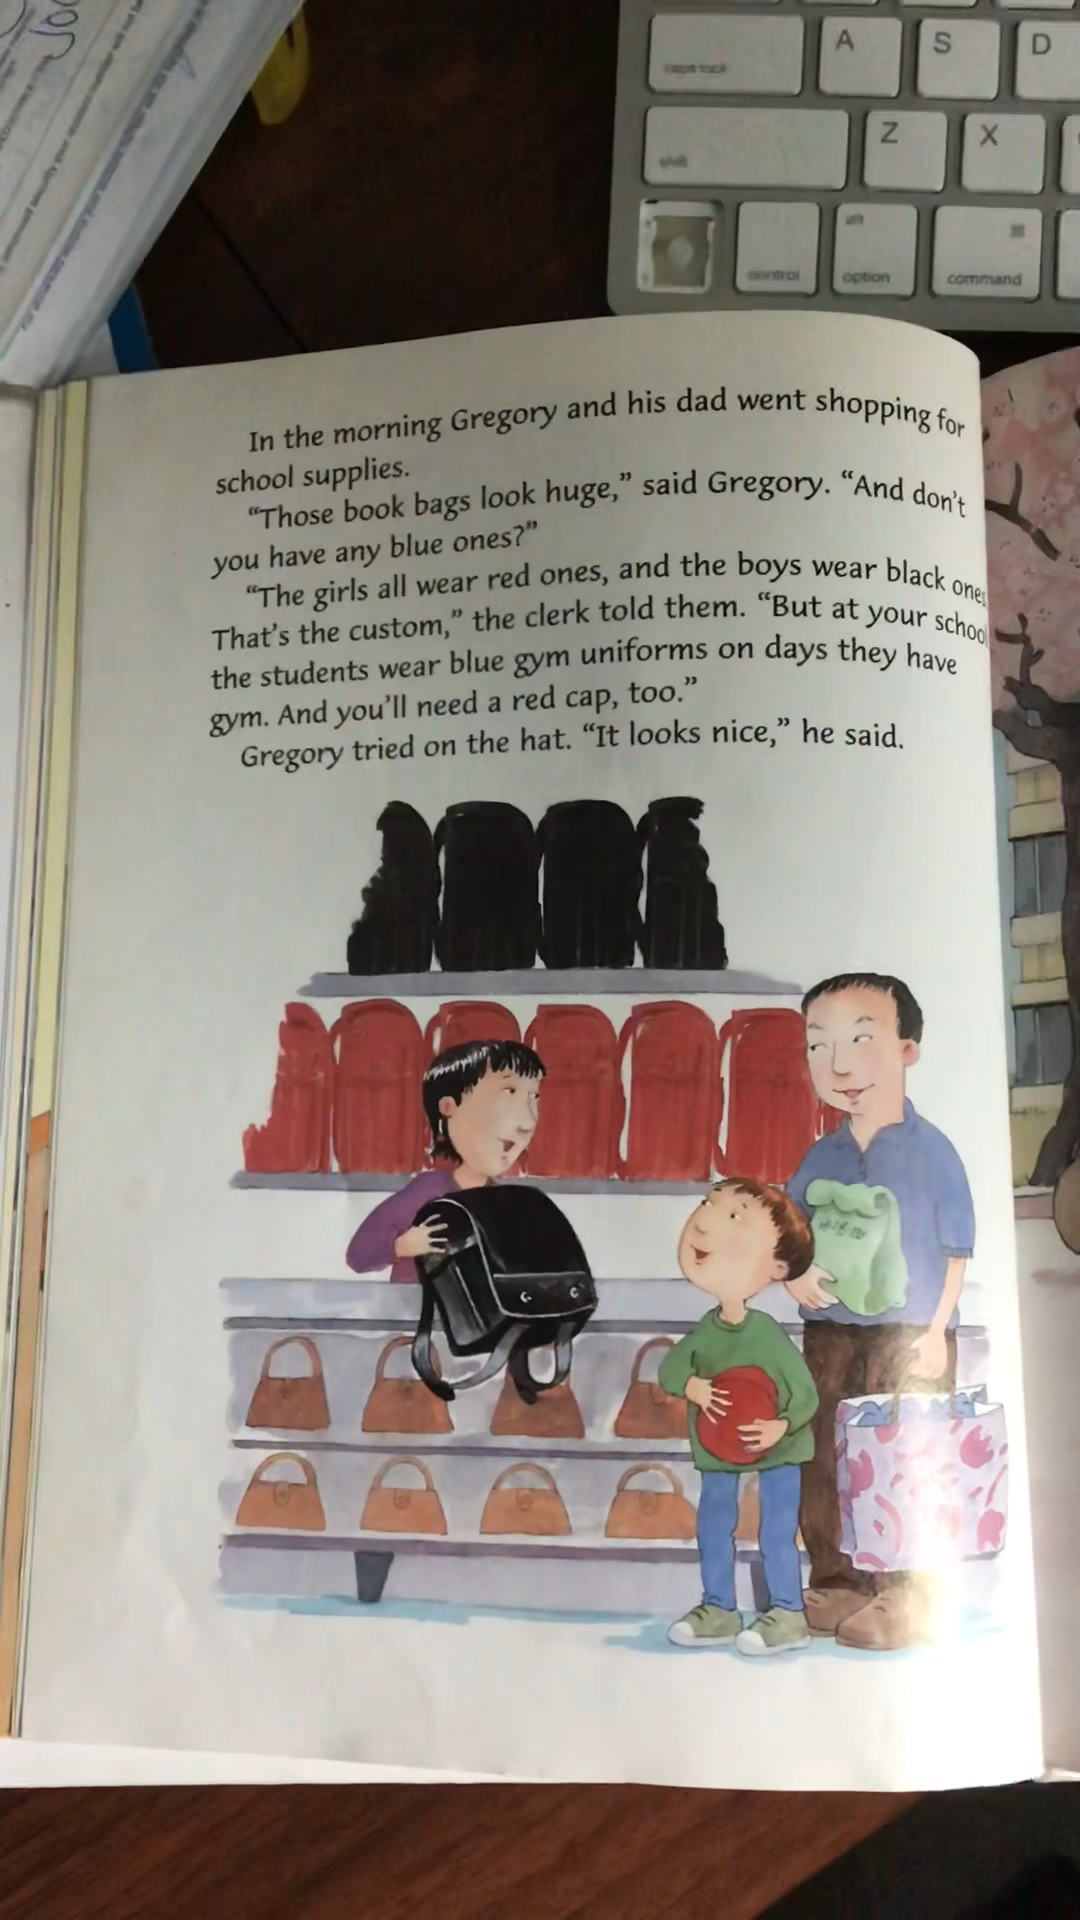 A
S
D
caps lock
Z
X
shift
alt
control
option
command
In the morning Gregory and his dad went shopping for
school supplies.
“Those book bags look huge,” said Gregory. “And don’t
you have any blue ones?”
“The girls all wear red ones, and the boys wear black ones
That’s the custom,” the clerk told them. “But at your school
the students wear blue gym uniforms on days they have
gym. And you’ll need a red cap, too.”
Gregory tried on the hat. “It looks nice,” he said.